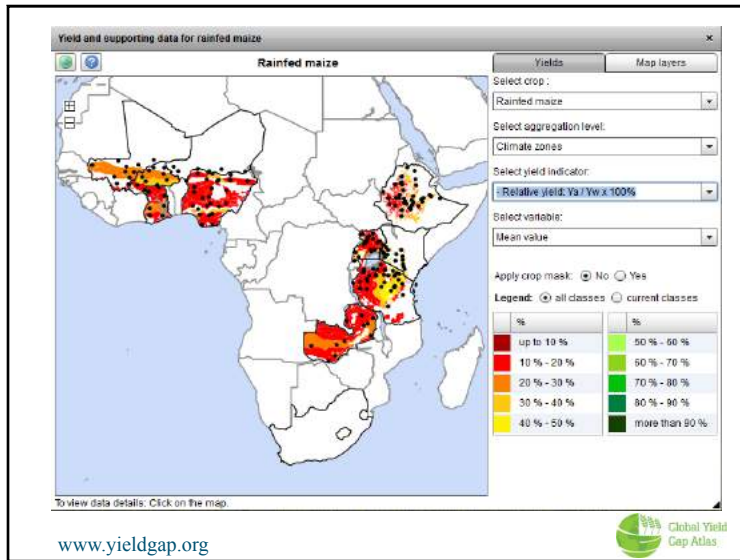 Yield and supporting data for rainfed maize ×
Rainfed maize
Yields Map layers
Select crop :
Rainfed maize
Select aggregation level:
Climate zones
Select yield indicator:
- Relative yield: Ya / Yw x 100%
Select variable:
Mean value
Apply crop mask: No Yes
Legend: all classes current classes
% %
up to 10 % 50 % - 60 %
10 % - 20 % 60 % - 70 %
20 % - 30 % 70 % - 80 %
30 % - 40 % 80 % - 90 %
40 % - 50 % more than 90 %
To view data details: Click on the map.
www.yieldgap.org
Global Yield
Gap Atlas